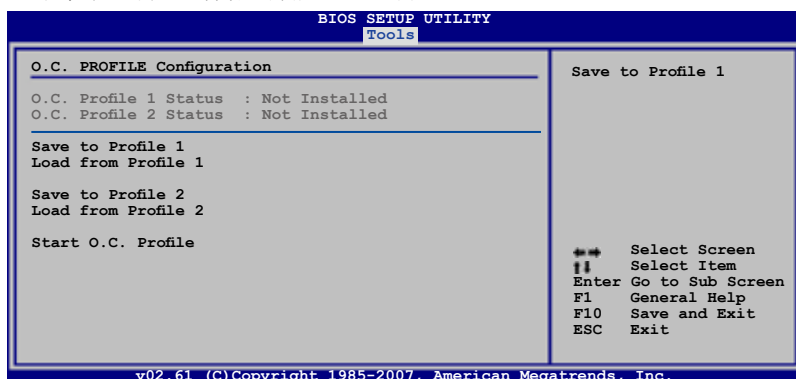 BIOS SETUP UTILITY
Tools
O.C. PROFILE Configuration
O.C. Profile 1 Status : Not Installed
O.C. Profile 2 Status : Not Installed
Save to Profile 1
Load from Profile 1
Save to Profile 2
Load from Profile 2
Start O.C. Profile
Save to Profile 1
←→ Select Screen
↑↓ Select Item
Enter Go to Sub Screen
F1 General Help
F10 Save and Exit
ESC Exit
v02.61 (C)Copyright 1985-2007, American Megatrends, Inc.